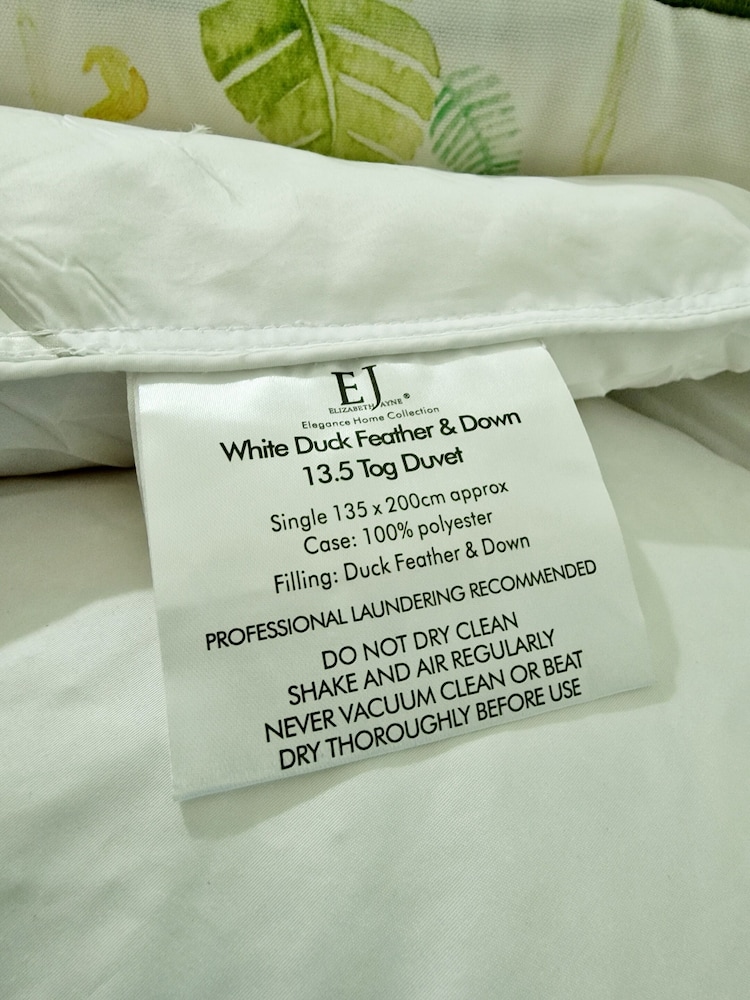 EJ
ELIZABETH JAYNE®
Elegance Home Collection
White Duck Feather & Down
13.5 Tog Duvet
Single 135 x 200cm approx
Case: 100% polyester
Filling: Duck Feather & Down
PROFESSIONAL LAUNDERING RECOMMENDED
DO NOT DRY CLEAN
SHAKE AND AIR REGULARLY
NEVER VACUUM CLEAN OR BEAT
DRY THOROUGHLY BEFORE USE